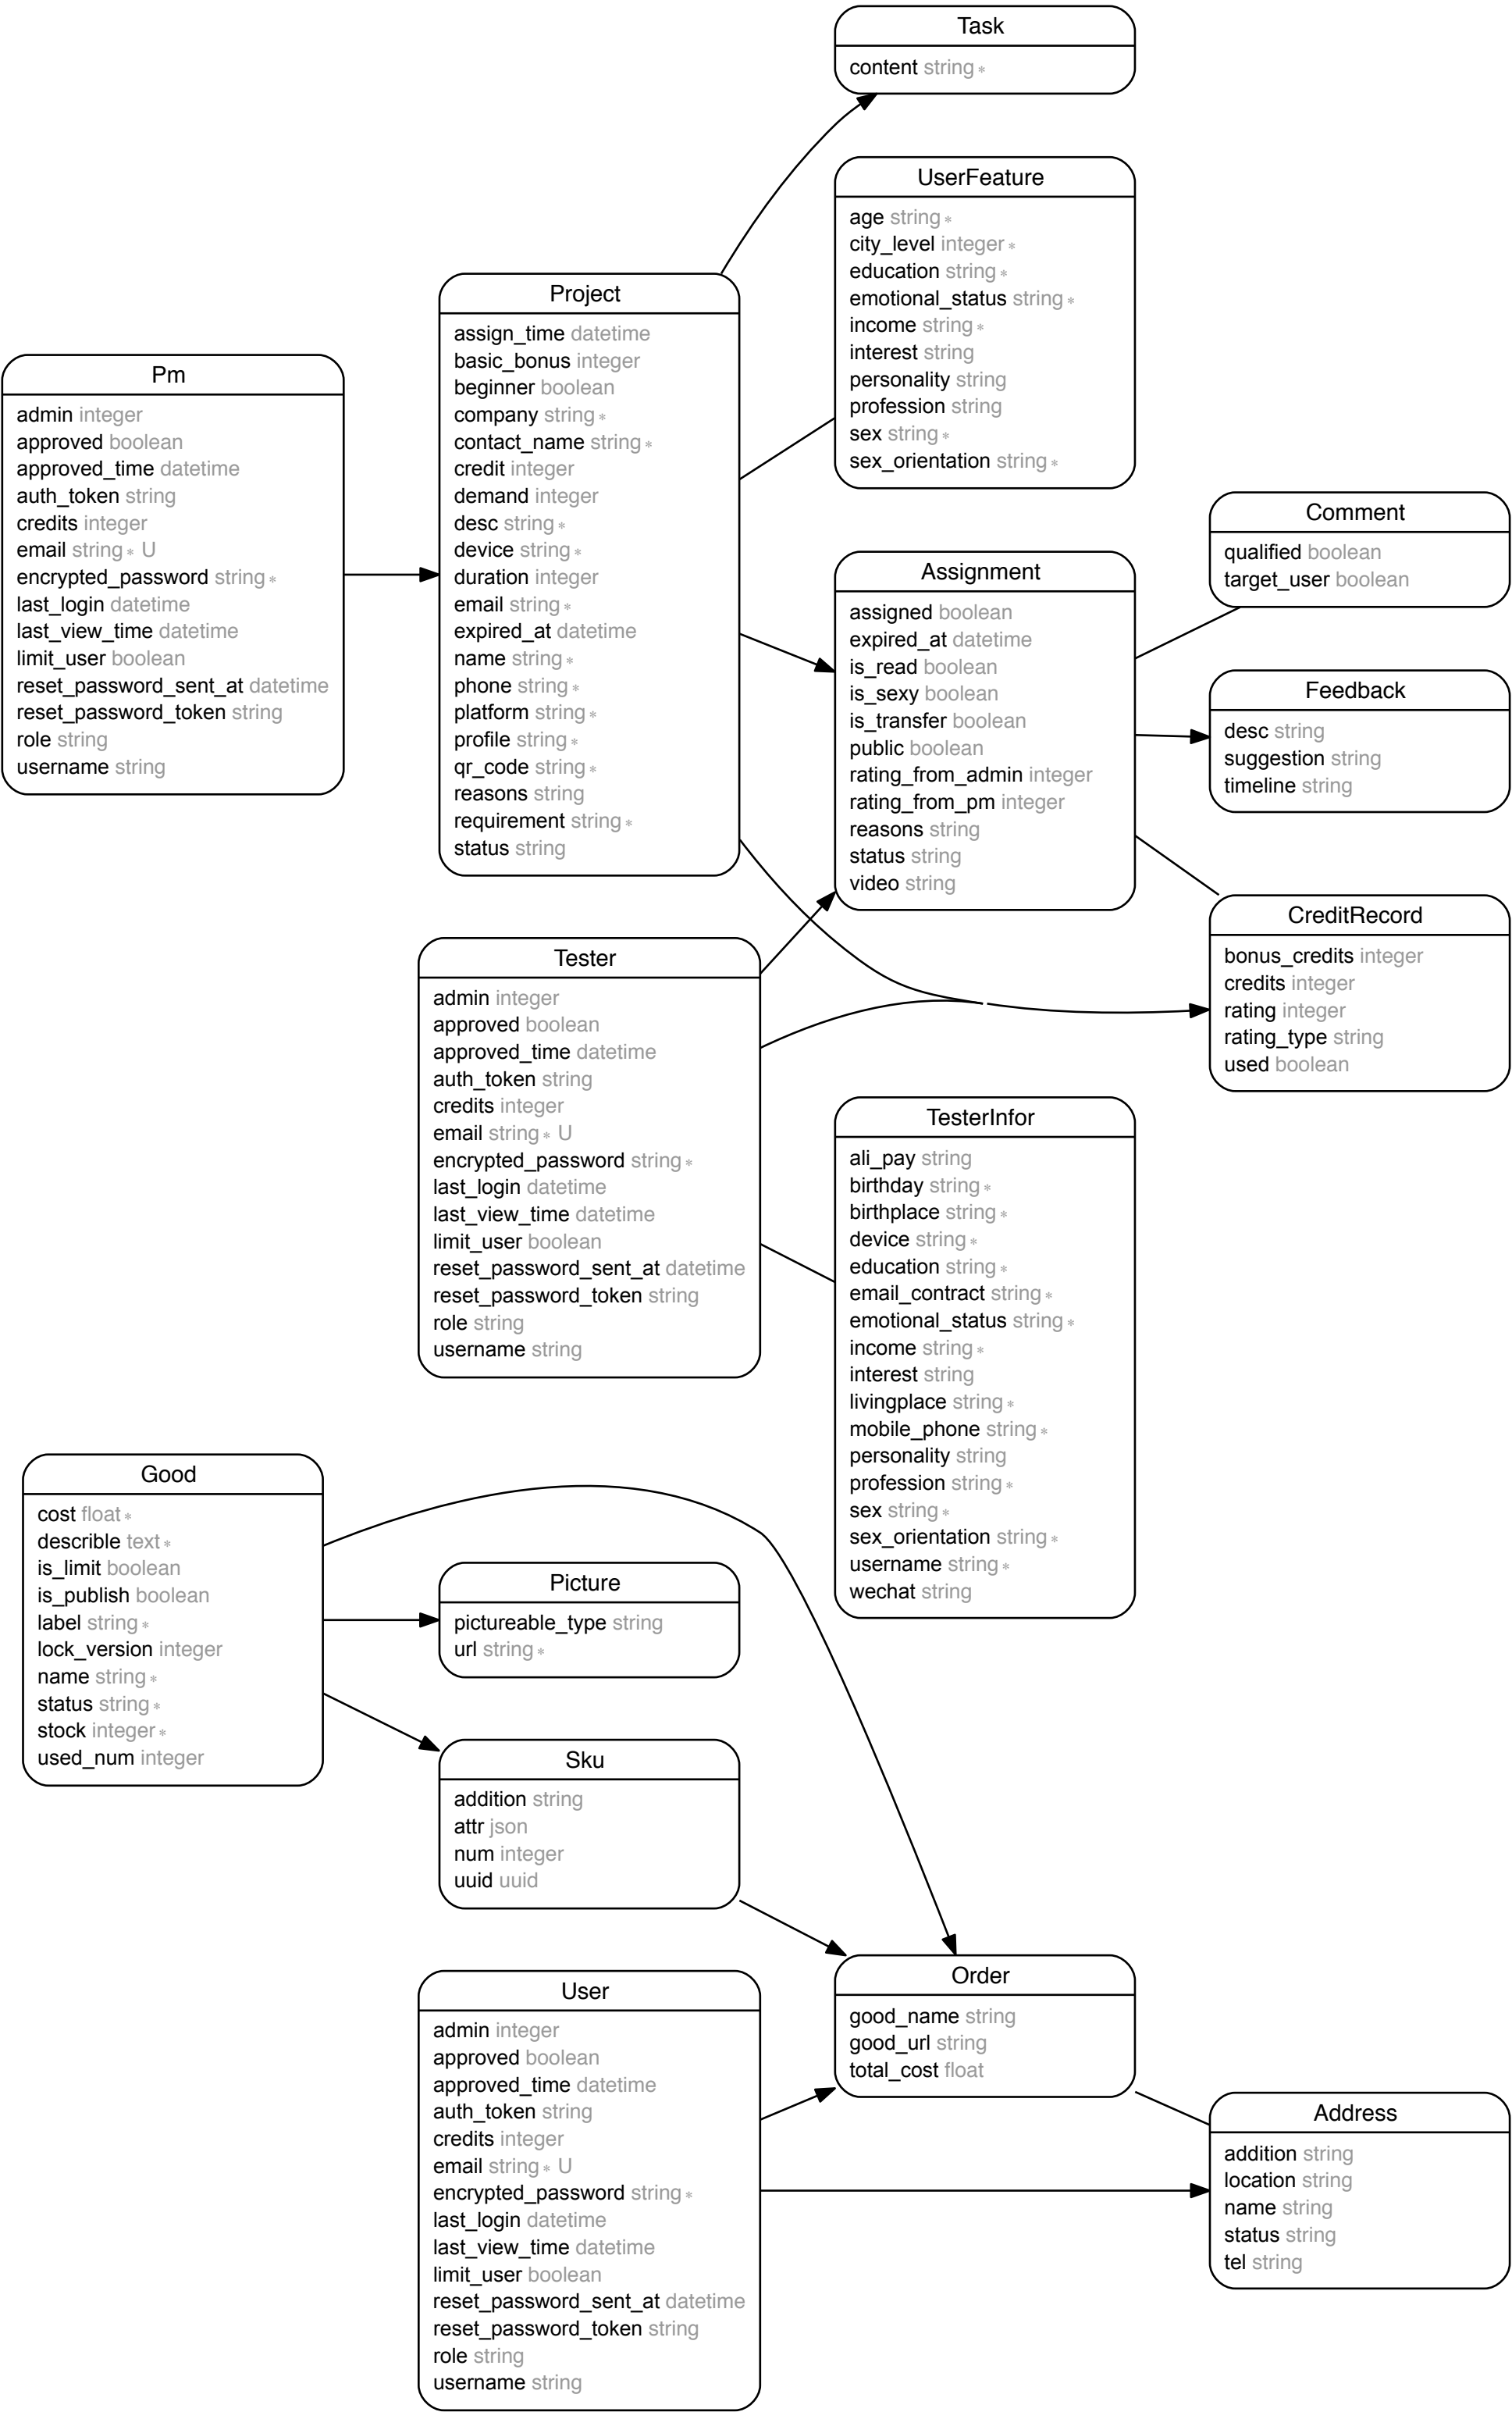 Task
content string ∗
UserFeature
age string ∗
city_level integer ∗
education string ∗
emotional_status string ∗
income string ∗
interest string
personality string
profession string
sex string ∗
sex_orientation string ∗
Project
assign_time datetime
basic_bonus integer
beginner boolean
company string ∗
contact_name string ∗
credit integer
demand integer
desc string ∗
device string ∗
duration integer
email string ∗
expired_at datetime
name string ∗
phone string ∗
platform string ∗
profile string ∗
qr_code string ∗
reasons string
requirement string ∗
status string
Pm
admin integer
approved boolean
approved_time datetime
auth_token string
credits integer
email string ∗ U
encrypted_password string ∗
last_login datetime
last_view_time datetime
limit_user boolean
reset_password_sent_at datetime
reset_password_token string
role string
username string
Comment
qualified boolean
target_user boolean
Assignment
assigned boolean
expired_at datetime
is_read boolean
is_sexy boolean
is_transfer boolean
public boolean
rating_from_admin integer
rating_from_pm integer
reasons string
status string
video string
Feedback
desc string
suggestion string
timeline string
CreditRecord
bonus_credits integer
credits integer
rating integer
rating_type string
used boolean
Tester
admin integer
approved boolean
approved_time datetime
auth_token string
credits integer
email string ∗ U
encrypted_password string ∗
last_login datetime
last_view_time datetime
limit_user boolean
reset_password_sent_at datetime
reset_password_token string
role string
username string
TesterInfor
ali_pay string
birthday string ∗
birthplace string ∗
device string ∗
education string ∗
email_contract string ∗
emotional_status string ∗
income string ∗
interest string
livingplace string ∗
mobile_phone string ∗
personality string
profession string ∗
sex string ∗
sex_orientation string ∗
username string ∗
wechat string
Good
cost float ∗
describle text ∗
is_limit boolean
is_publish boolean
label string ∗
lock_version integer
name string ∗
status string ∗
stock integer ∗
used_num integer
Picture
pictureable_type string
url string ∗
Sku
addition string
attr json
num integer
uuid uuid
Order
good_name string
good_url string
total_cost float
User
admin integer
approved boolean
approved_time datetime
auth_token string
credits integer
email string ∗ U
encrypted_password string ∗
last_login datetime
last_view_time datetime
limit_user boolean
reset_password_sent_at datetime
reset_password_token string
role string
username string
Address
addition string
location string
name string
status string
tel string